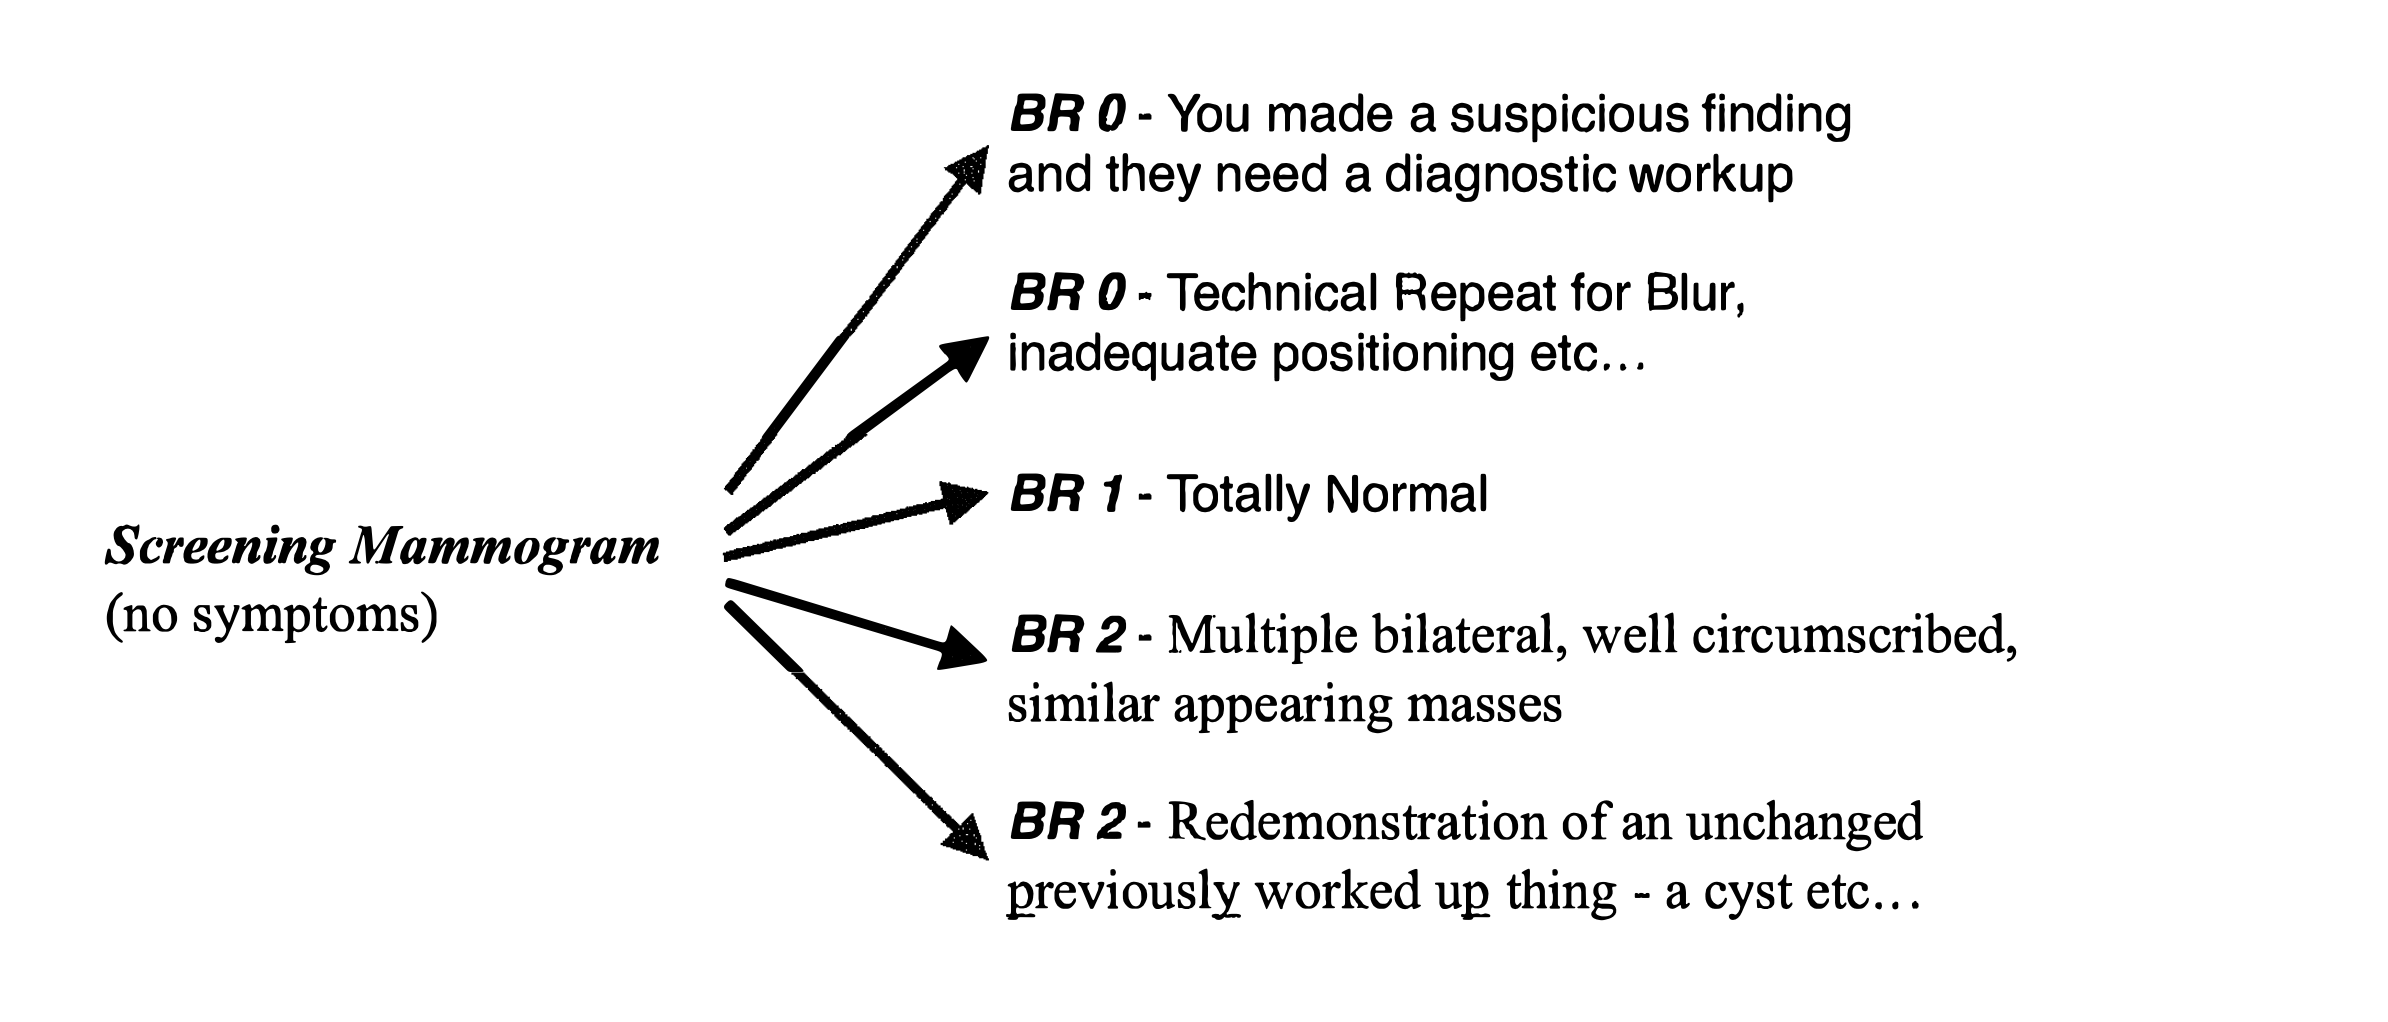 BR 0 - You made a suspicious finding
and they need a diagnostic workup
BR 0 - Technical Repeat for Blur,
inadequate positioning etc...
BR 1 - Totally Normal
Screening Mammogram
(no symptoms)
BR 2 - Multiple bilateral, well circumscribed,
similar appearing masses
BR 2 - Redemonstration of an unchanged
previously worked up thing - a cyst etc...